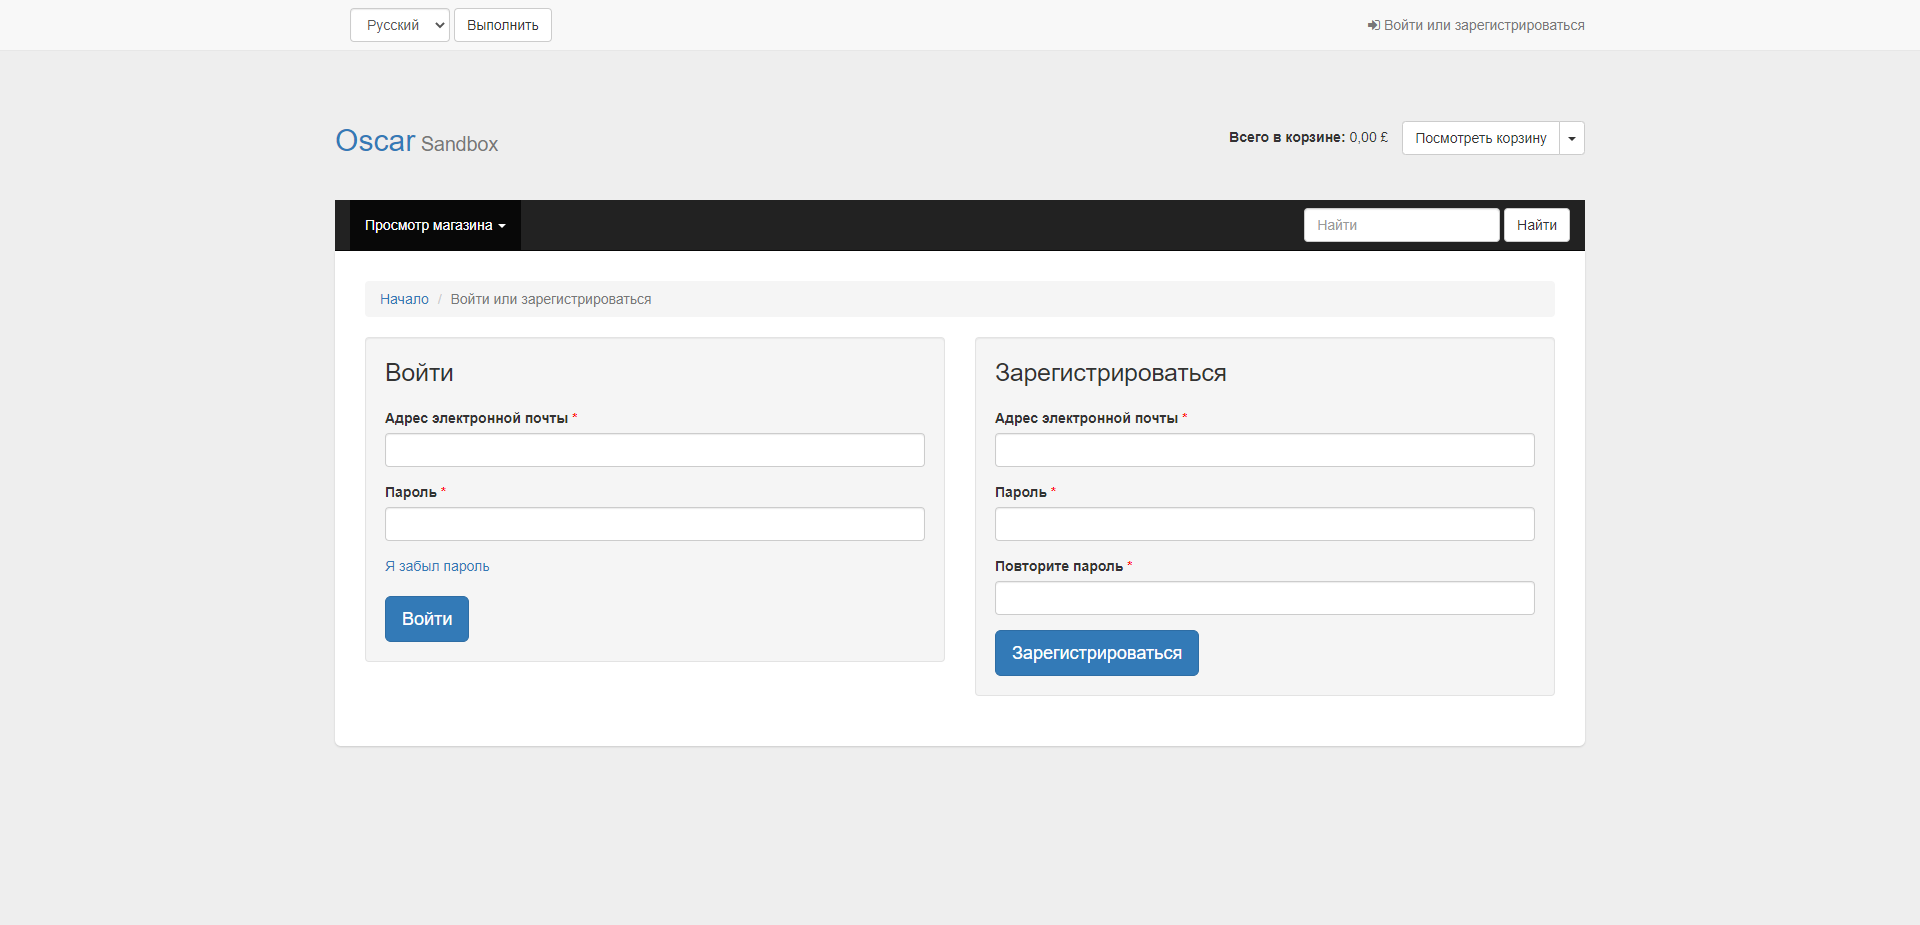 Русский Выполнить Войти или зарегистрироваться
Oscar Sandbox Всего в корзине: 0,00 £ Посмотреть корзину
Просмотр магазина Найти Найти
Начало / Войти или зарегистрироваться
Войти
Адрес электронной почты *
Пароль *
Я забыл пароль
Войти
Зарегистрироваться
Адрес электронной почты *
Пароль *
Повторите пароль *
Зарегистрироваться